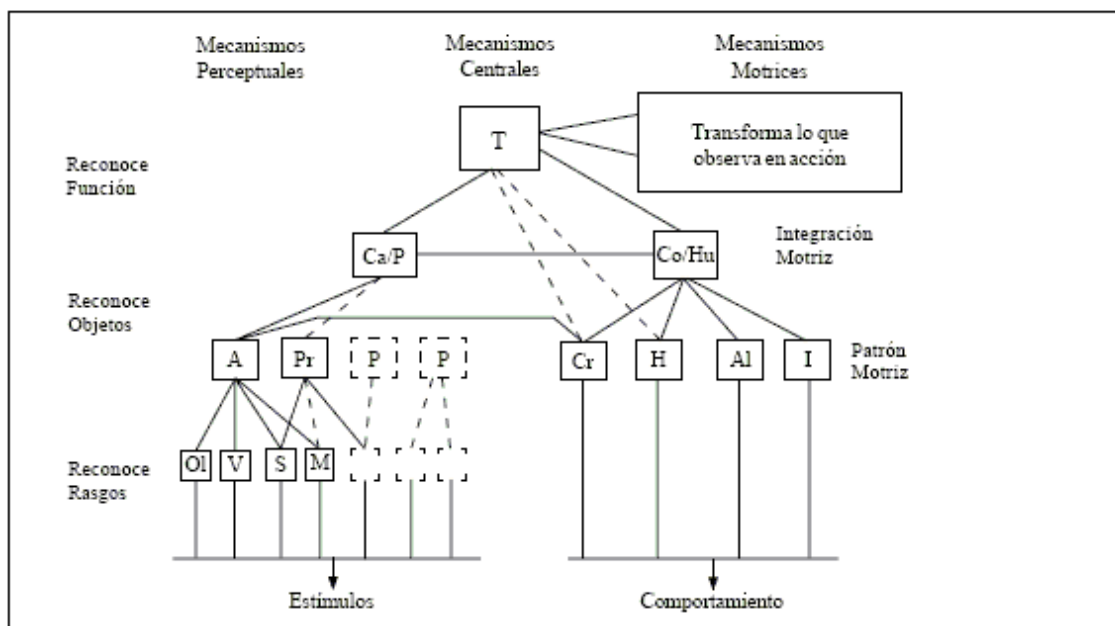 Mecanismos
Perceptuales
Mecanismos
Centrales
Mecanismos
Motrices
T
Transforma lo que
observa en acción
Reconoce
Función
Ca/P
Co/Hu
Integración
Motriz
Reconoce
Objetos
A
Pr
P
P
Cr
H
Al
I
Patrón
Motriz
Reconoce
Rasgos
Ol
V
S
M
Estímulos
Comportamiento